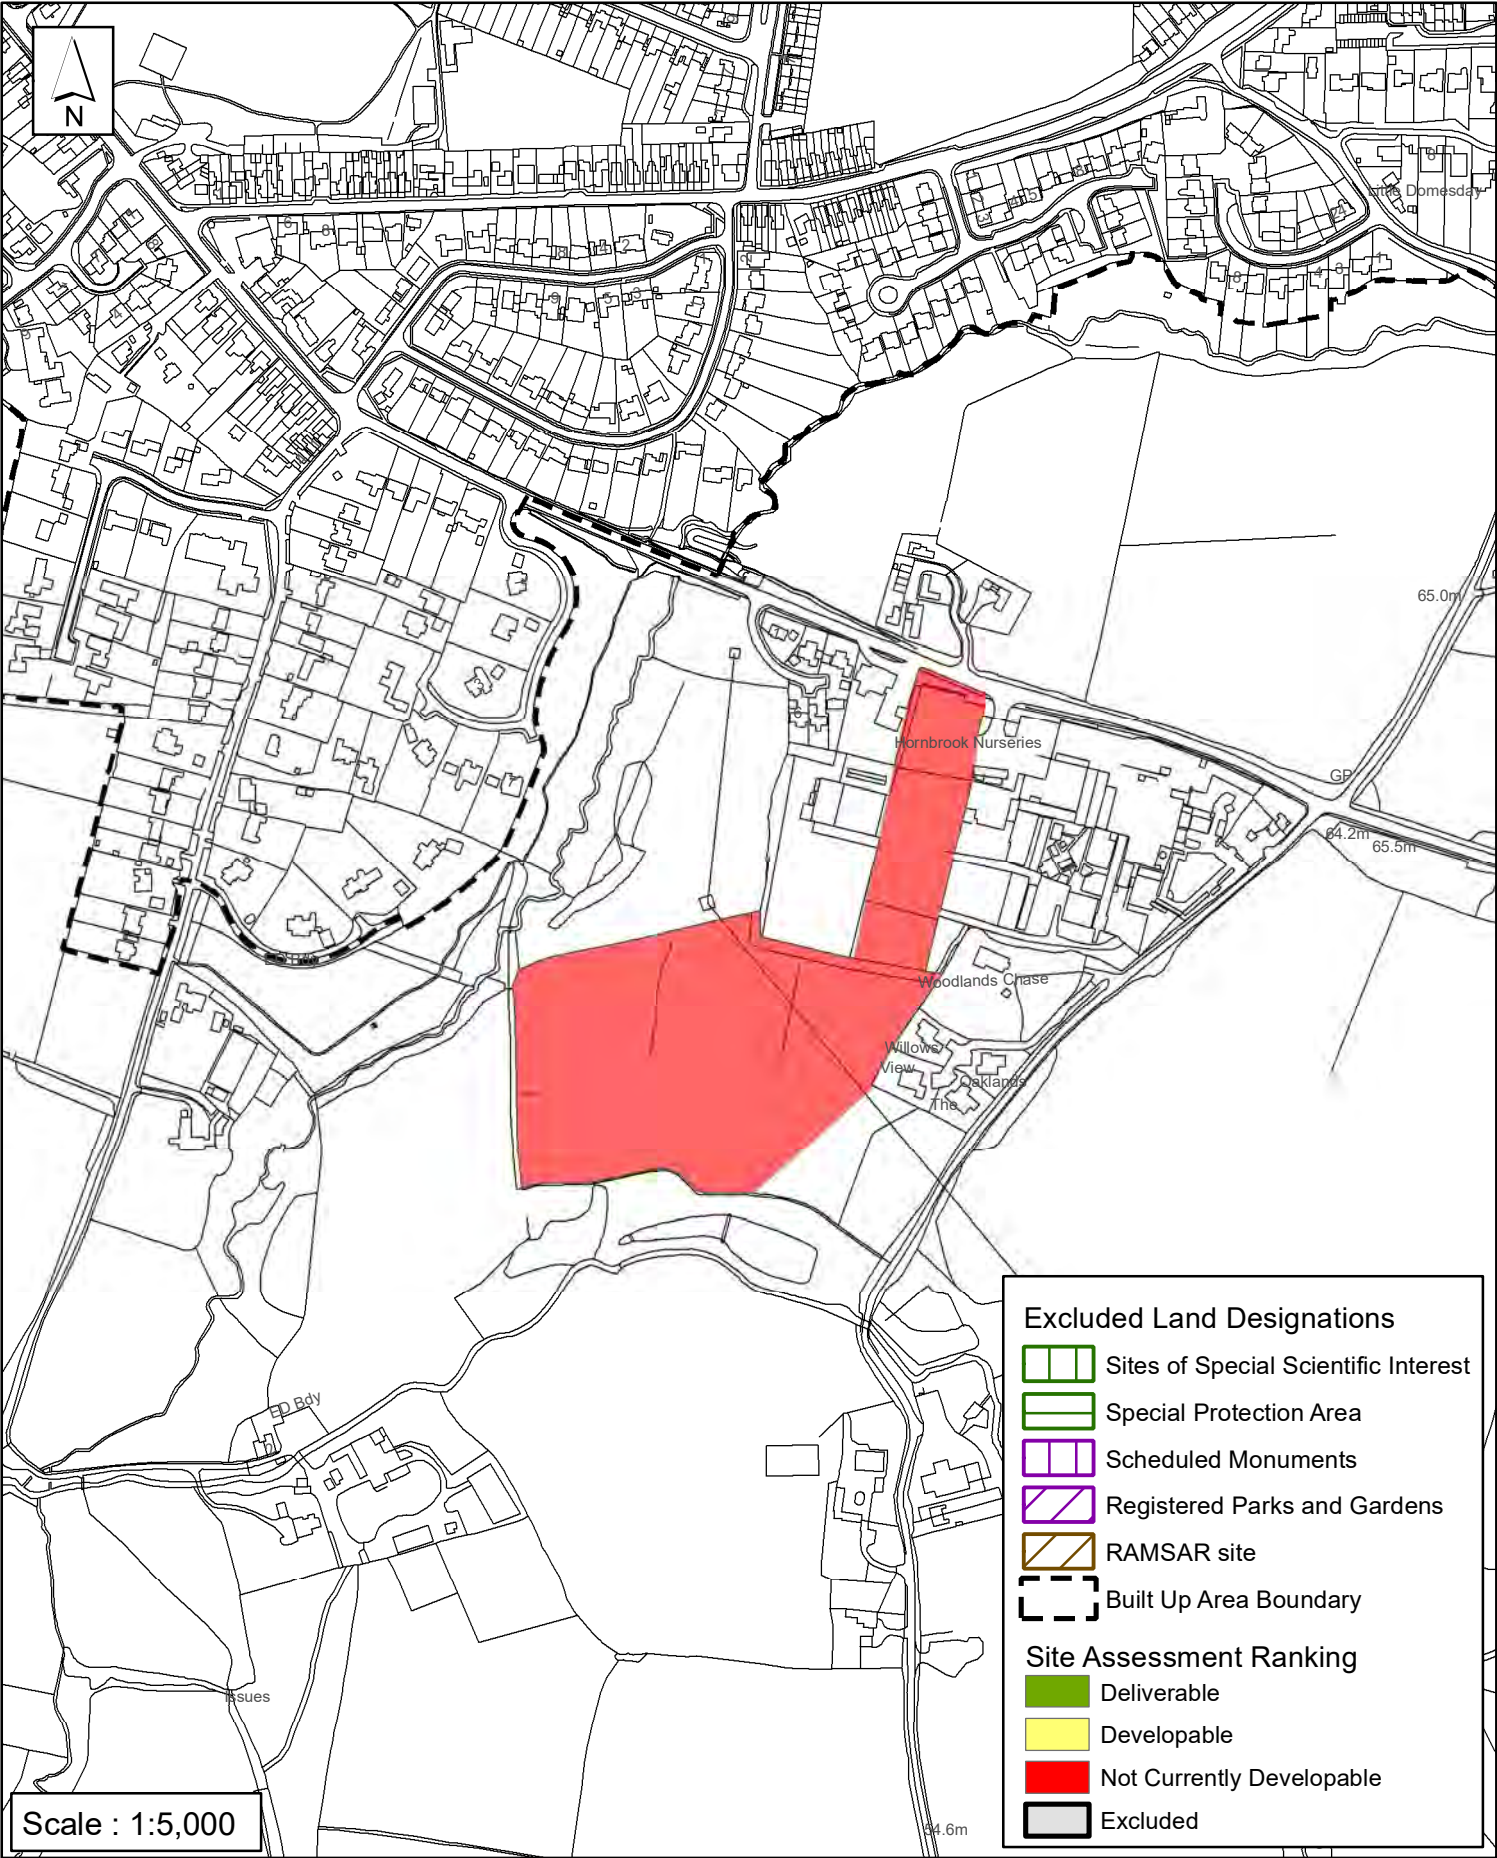 N
Little Domesday
65.0m
Hornbrook Nurseries
GP
64.2m
65.5m
Woodlands Chase
Willows
View
Oaklands
The
ED Bdy
Issues
54.6m
Excluded Land Designations
Sites of Special Scientific Interest
Special Protection Area
Scheduled Monuments
Registered Parks and Gardens
RAMSAR site
Built Up Area Boundary
Site Assessment Ranking
Deliverable
Developable
Not Currently Developable
Excluded
Scale : 1:5,000